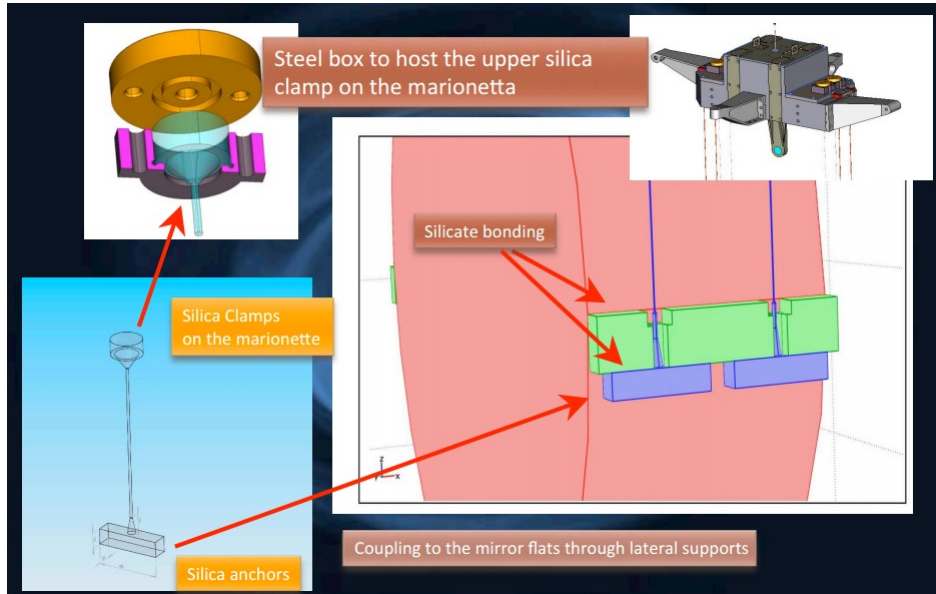 Steel box to host the upper silica
clamp on the marionetta
Silicate bonding
Silica Clamps
on the marionette
Silica anchors
Coupling to the mirror flats through lateral supports
z
x